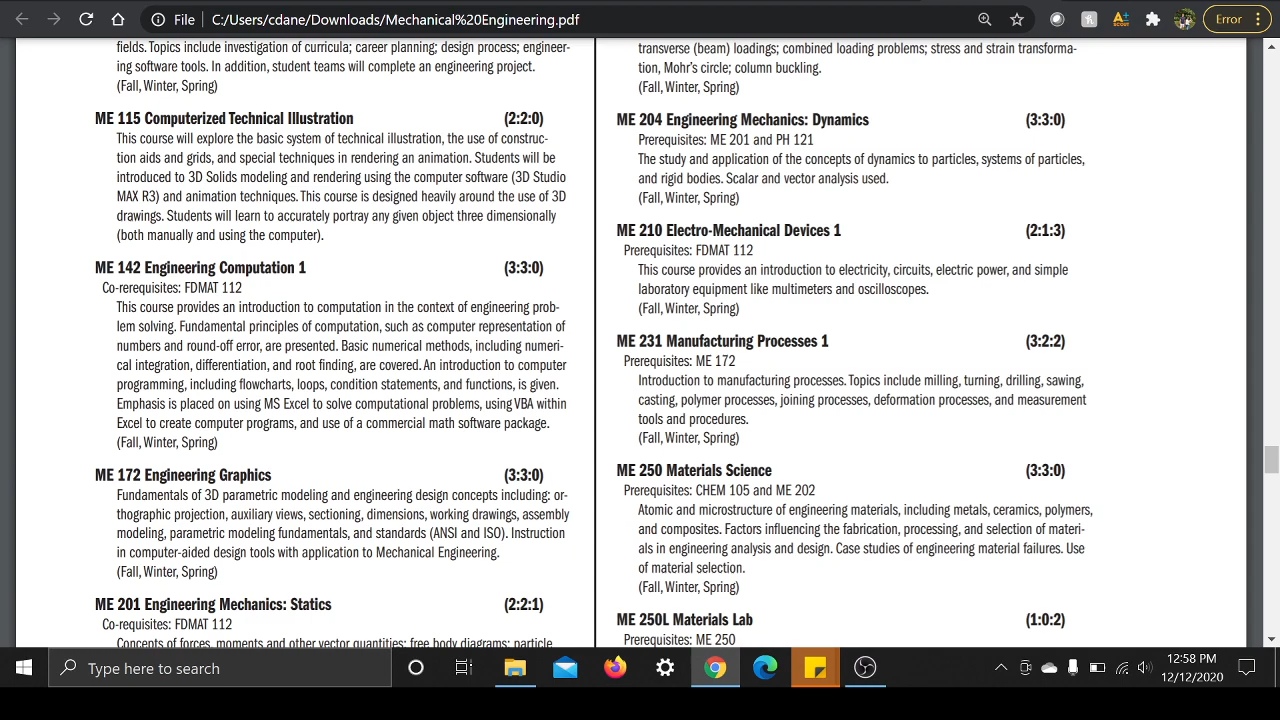 File
C:/Users/cdane/Downloads/Mechanical%20Engineering.pdf
Error
fields. Topics include investigation of curricula; career planning; design process; engineer-
ing software tools. In addition, student teams will complete an engineering project.
(Fall, Winter, Spring)
ME 115 Computerized Technical Illustration (2:2:0)
This course will explore the basic system of technical illustration, the use of construc-
tion aids and grids, and special techniques in rendering an animation. Students will be
introduced to 3D Solids modeling and rendering using the computer software (3D Studio
MAX R3) and animation techniques. This course is designed heavily around the use of 3D
drawings. Students will learn to accurately portray any given object three dimensionally
(both manually and using the computer).
ME 142 Engineering Computation 1 (3:3:0)
Co-rerequisites: FDMAT 112
This course provides an introduction to computation in the context of engineering prob-
lem solving. Fundamental principles of computation, such as computer representation of
numbers and round-off error, are presented. Basic numerical methods, including numeri-
cal integration, differentiation, and root finding, are covered. An introduction to computer
programming, including flowcharts, loops, condition statements, and functions, is given.
Emphasis is placed on using MS Excel to solve computational problems, using VBA within
Excel to create computer programs, and use of a commercial math software package.
(Fall, Winter, Spring)
ME 172 Engineering Graphics (3:3:0)
Fundamentals of 3D parametric modeling and engineering design concepts including: or-
thographic projection, auxiliary views, sectioning, dimensions, working drawings, assembly
modeling, parametric modeling fundamentals, and standards (ANSI and ISO). Instruction
in computer-aided design tools with application to Mechanical Engineering.
(Fall, Winter, Spring)
ME 201 Engineering Mechanics: Statics (2:2:1)
Co-requisites: FDMAT 112
Concepts of forces, moments and other vector quantities; free body diagrams; particle
transverse (beam) loadings; combined loading problems; stress and strain transforma-
tion, Mohr's circle; column buckling.
(Fall, Winter, Spring)
ME 204 Engineering Mechanics: Dynamics (3:3:0)
Prerequisites: ME 201 and PH 121
The study and application of the concepts of dynamics to particles, systems of particles,
and rigid bodies. Scalar and vector analysis used.
(Fall, Winter, Spring)
ME 210 Electro-Mechanical Devices 1 (2:1:3)
Prerequisites: FDMAT 112
This course provides an introduction to electricity, circuits, electric power, and simple
laboratory equipment like multimeters and oscilloscopes.
(Fall, Winter, Spring)
ME 231 Manufacturing Processes 1 (3:2:2)
Prerequisites: ME 172
Introduction to manufacturing processes. Topics include milling, turning, drilling, sawing,
casting, polymer processes, joining processes, deformation processes, and measurement
tools and procedures.
(Fall, Winter, Spring)
ME 250 Materials Science (3:3:0)
Prerequisites: CHEM 105 and ME 202
Atomic and microstructure of engineering materials, including metals, ceramics, polymers,
and composites. Factors influencing the fabrication, processing, and selection of materi-
als in engineering analysis and design. Case studies of engineering material failures. Use
of material selection.
(Fall, Winter, Spring)
ME 250L Materials Lab (1:0:2)
Prerequisites: ME 250
Type here to search
12:58 PM
12/12/2020